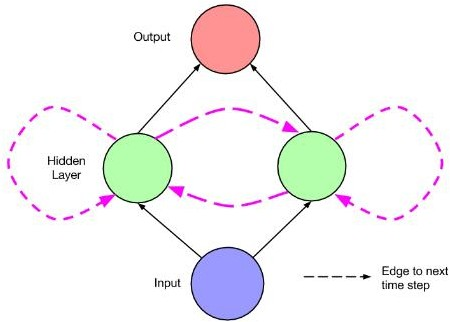 Output
Hidden
Layer
Input
Edge to next
time step